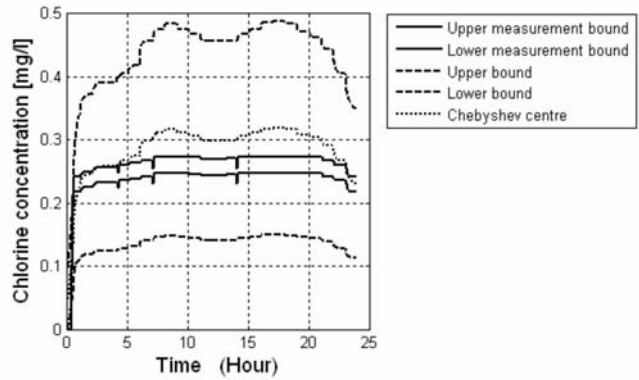 Chlorine concentration [mg/l]
0.5
0.4
0.3
0.2
0.1
0
0
5
10
15
20
25
Time (Hour)
Upper measurement bound
Lower measurement bound
Upper bound
Lower bound
Chebyshev centre